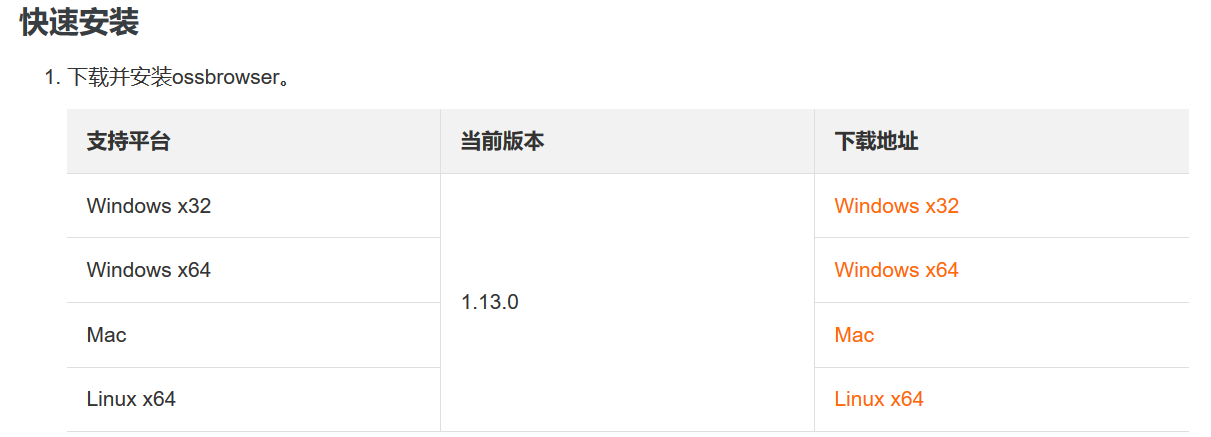 快速安装
1. 下载并安装ossbrowser。
支持平台 当前版本 下载地址
Windows x32 Windows x32
Windows x64 Windows x64
1.13.0
Mac Mac
Linux x64 Linux x64